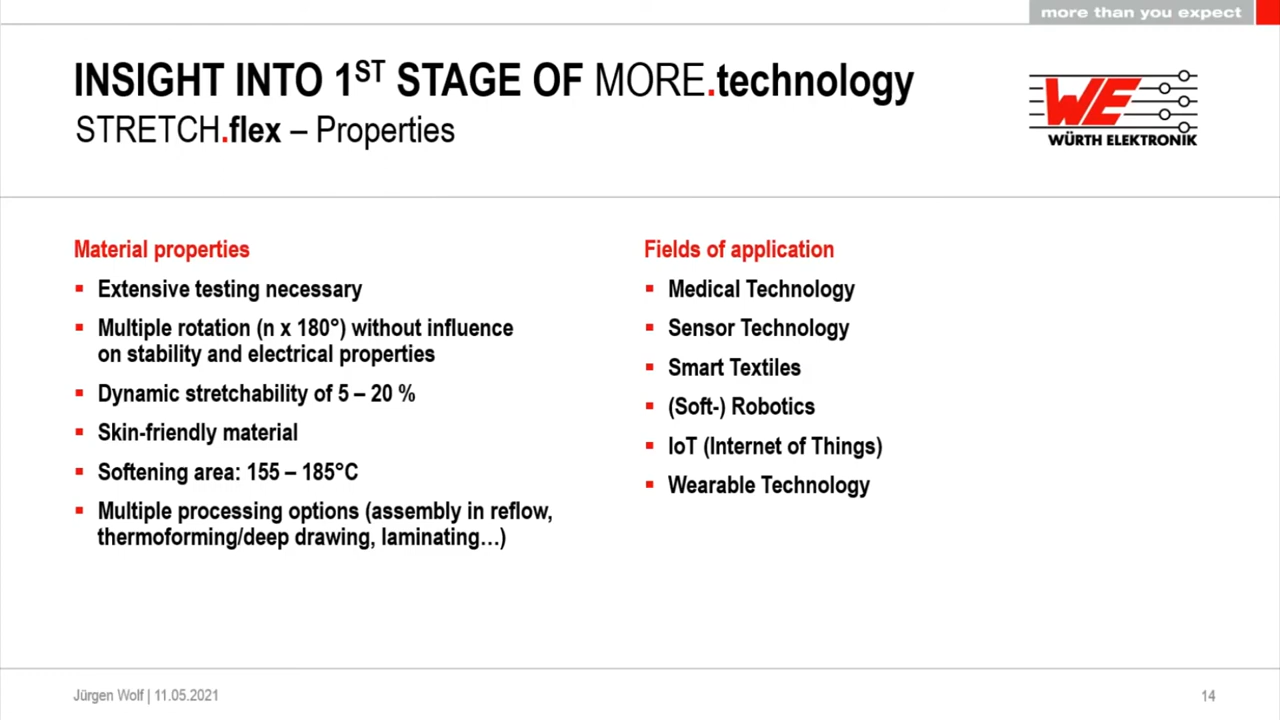 more than you expect
INSIGHT INTO 1ST STAGE OF MORE.technology
STRETCH.flex – Properties
WE
WÜRTH ELEKTRONIK
Material properties
▪ Extensive testing necessary
▪ Multiple rotation (n x 180°) without influence
on stability and electrical properties
▪ Dynamic stretchability of 5 – 20 %
▪ Skin-friendly material
▪ Softening area: 155 – 185°C
▪ Multiple processing options (assembly in reflow,
thermoforming/deep drawing, laminating…)
Fields of application
▪ Medical Technology
▪ Sensor Technology
▪ Smart Textiles
▪ (Soft-) Robotics
▪ IoT (Internet of Things)
▪ Wearable Technology
Jürgen Wolf | 11.05.2021
14